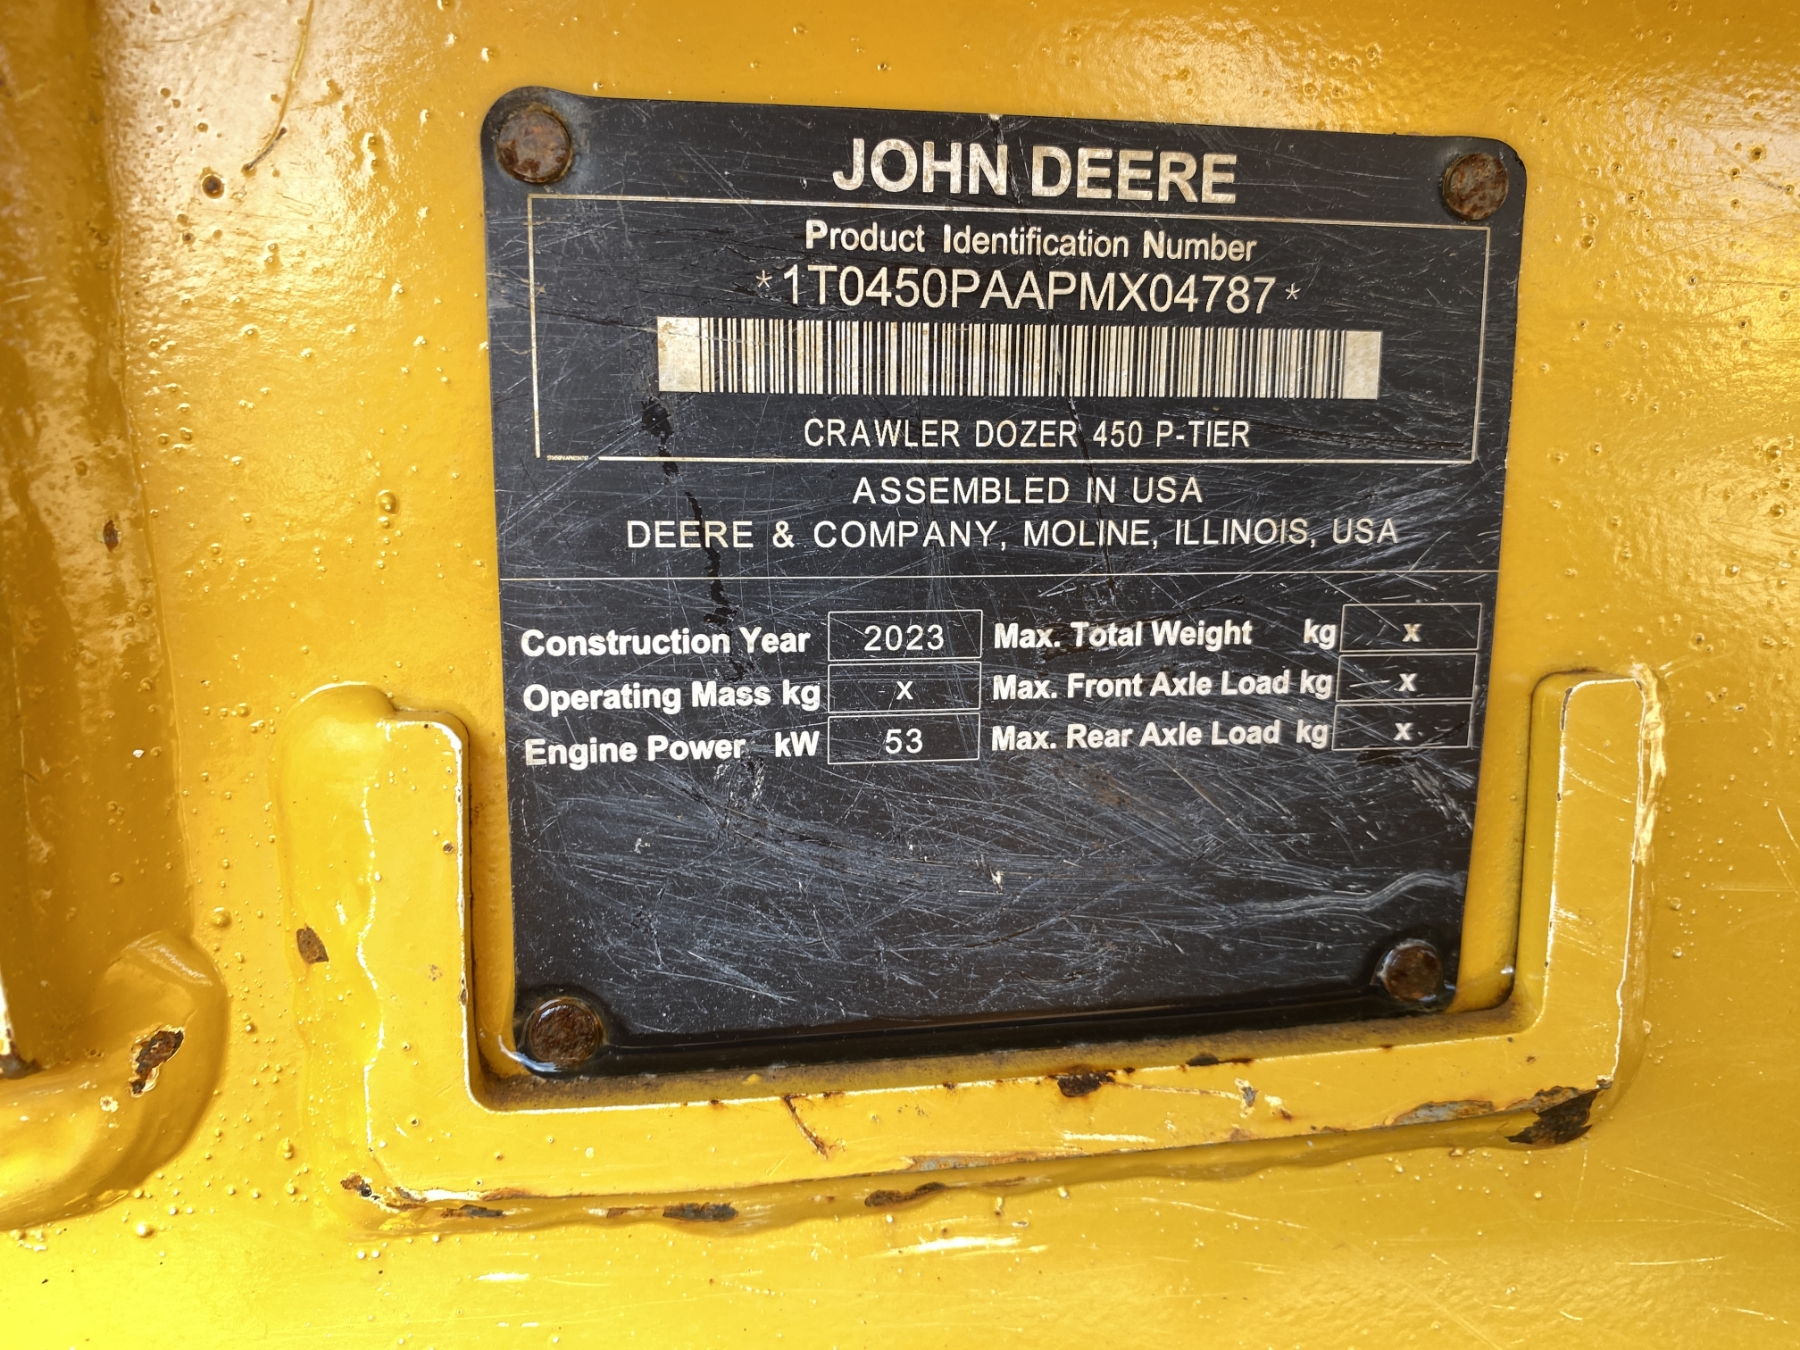 JOHN DEERE
Product Identification Number
*1T0450PAAPMX04787*
CRAWLER DOZER 450 P-TIER
ASSEMBLED IN USA
DEERE & COMPANY, MOLINE, ILLINOIS, USA
Construction Year 2023 Max. Total Weight kg x
Operating Mass kg x Max. Front Axle Load kg x
Engine Power kW 53 Max. Rear Axle Load kg x